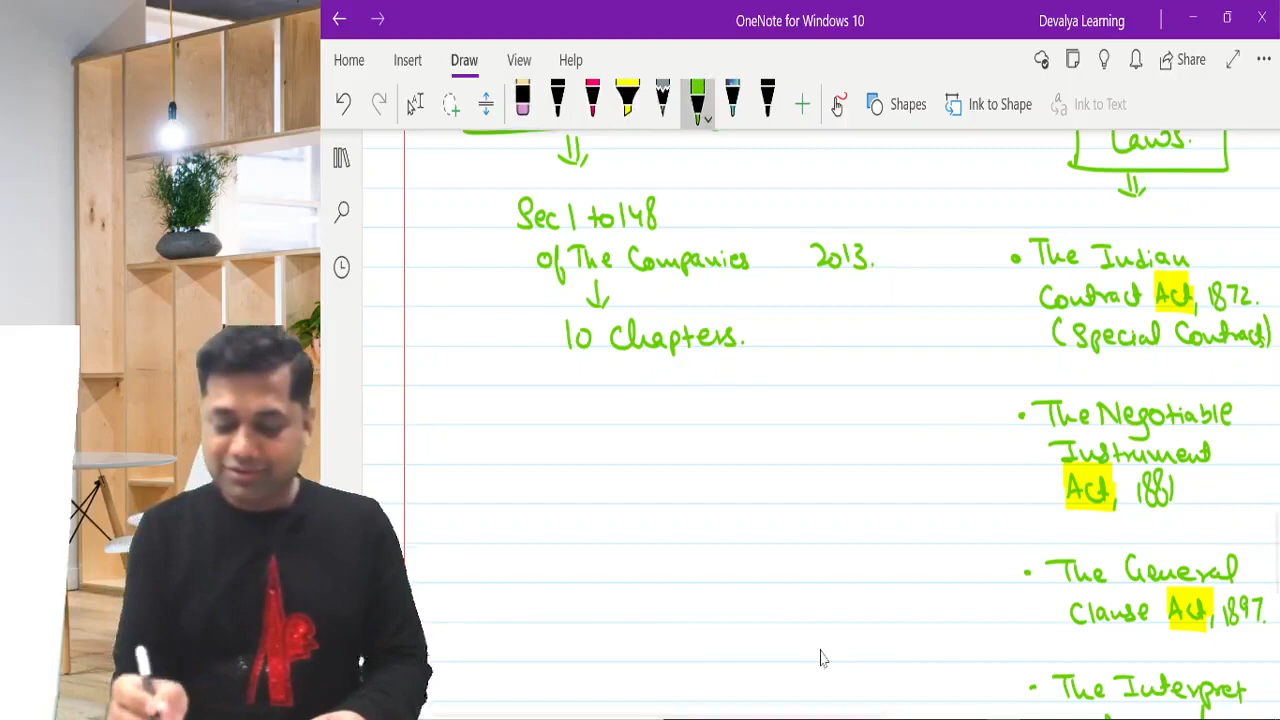 OneNote for Windows 10
Devalya Learning
Home
Insert
Draw
View
Help
Share
Shapes
Ink to Shape
Ink to Text
Sec 1 to 148
of The Companies 2013.
10 Chapters.
Laws.
• The Indian
Contract Act, 1872.
(Special Contract)
• The Negotiable
Instrument
Act, 1881
• The General
Clause Act, 1897.
• The Interpret